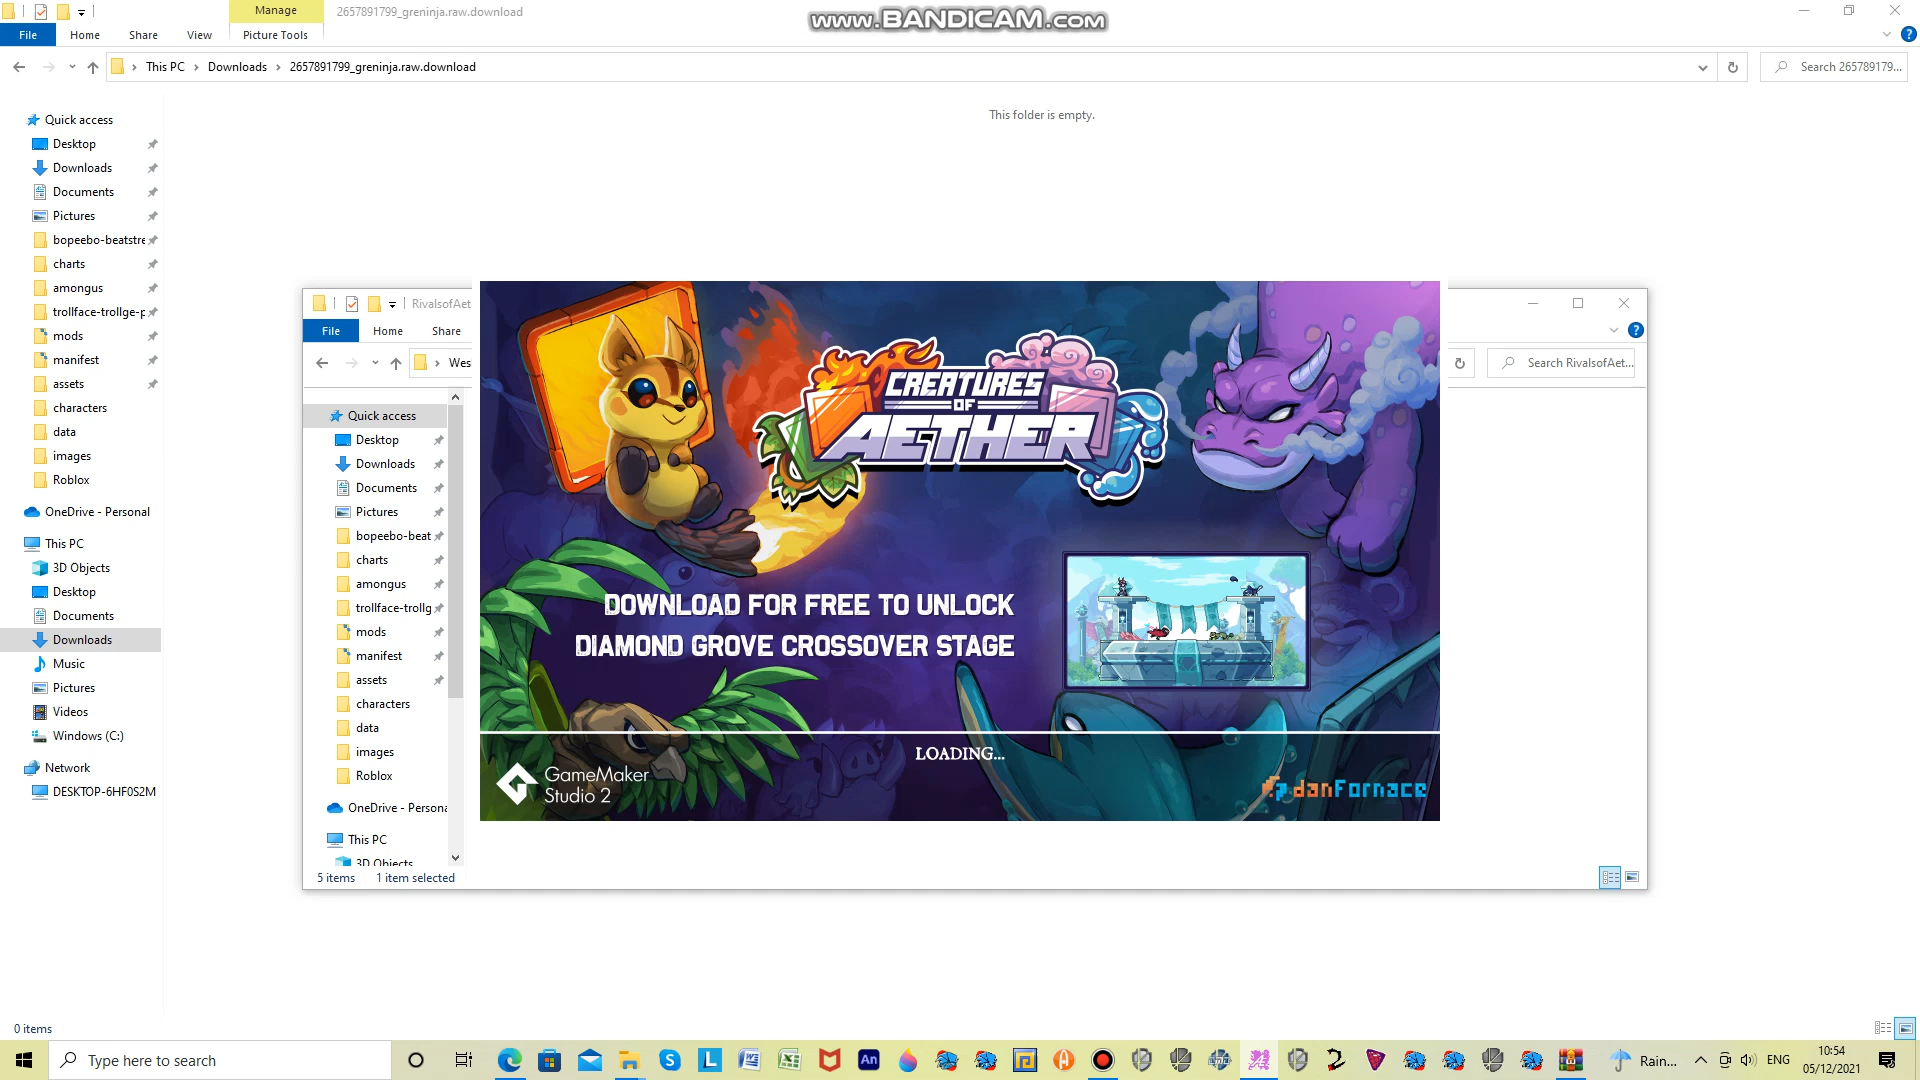 Manage
2657891799_greninja.raw.download
www.BANDICAM.com
File
Home
Share
View
Picture Tools
This PC
Downloads
2657891799_greninja.raw.download
Search 265789179...
This folder is empty.
Quick access
Desktop
Downloads
Documents
Pictures
bopeebo-beatstre
charts
amongus
trollface-trollge-p
mods
manifest
assets
characters
data
images
Roblox
OneDrive - Personal
This PC
3D Objects
Desktop
Documents
Downloads
Music
Pictures
Videos
Windows (C:)
Network
DESKTOP-6HF0S2M
0 items
RivalsofAet
File
Home
Share
Wes
Search RivalsofAet...
Quick access
Desktop
Downloads
Documents
Pictures
bopeebo-beat
charts
amongus
trollface-trollg
mods
manifest
assets
characters
data
images
Roblox
OneDrive - Persona
This PC
3D Objects
5 items
1 item selected
CREATURES
OF
AETHER
DOWNLOAD FOR FREE TO UNLOCK
DIAMOND GROVE CROSSOVER STAGE
LOADING...
GameMaker
Studio 2
danFornace
Type here to search
Rain...
ENG
10:54
05/12/2021